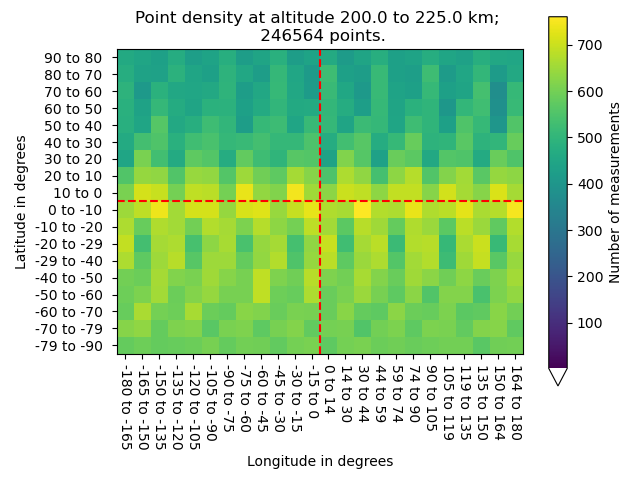 Point density at altitude 200.0 to 225.0 km;
246564 points.
90 to 80
80 to 70
70 to 60
60 to 50
50 to 40
40 to 30
30 to 20
20 to 10
10 to 0
0 to -10
-10 to -20
-20 to -29
-29 to -40
-40 to -50
-50 to -60
-60 to -70
-70 to -79
-79 to -90
Latitude in degrees
-180 to -165
-165 to -150
-150 to -135
-135 to -120
-120 to -105
-105 to -90
-90 to -75
-75 to -60
-60 to -45
-45 to -30
-30 to -15
-15 to 0
0 to 14
14 to 30
30 to 44
44 to 59
59 to 74
74 to 90
90 to 105
105 to 119
119 to 135
135 to 150
150 to 164
164 to 180
Longitude in degrees
700
600
500
400
300
200
100
Number of measurements